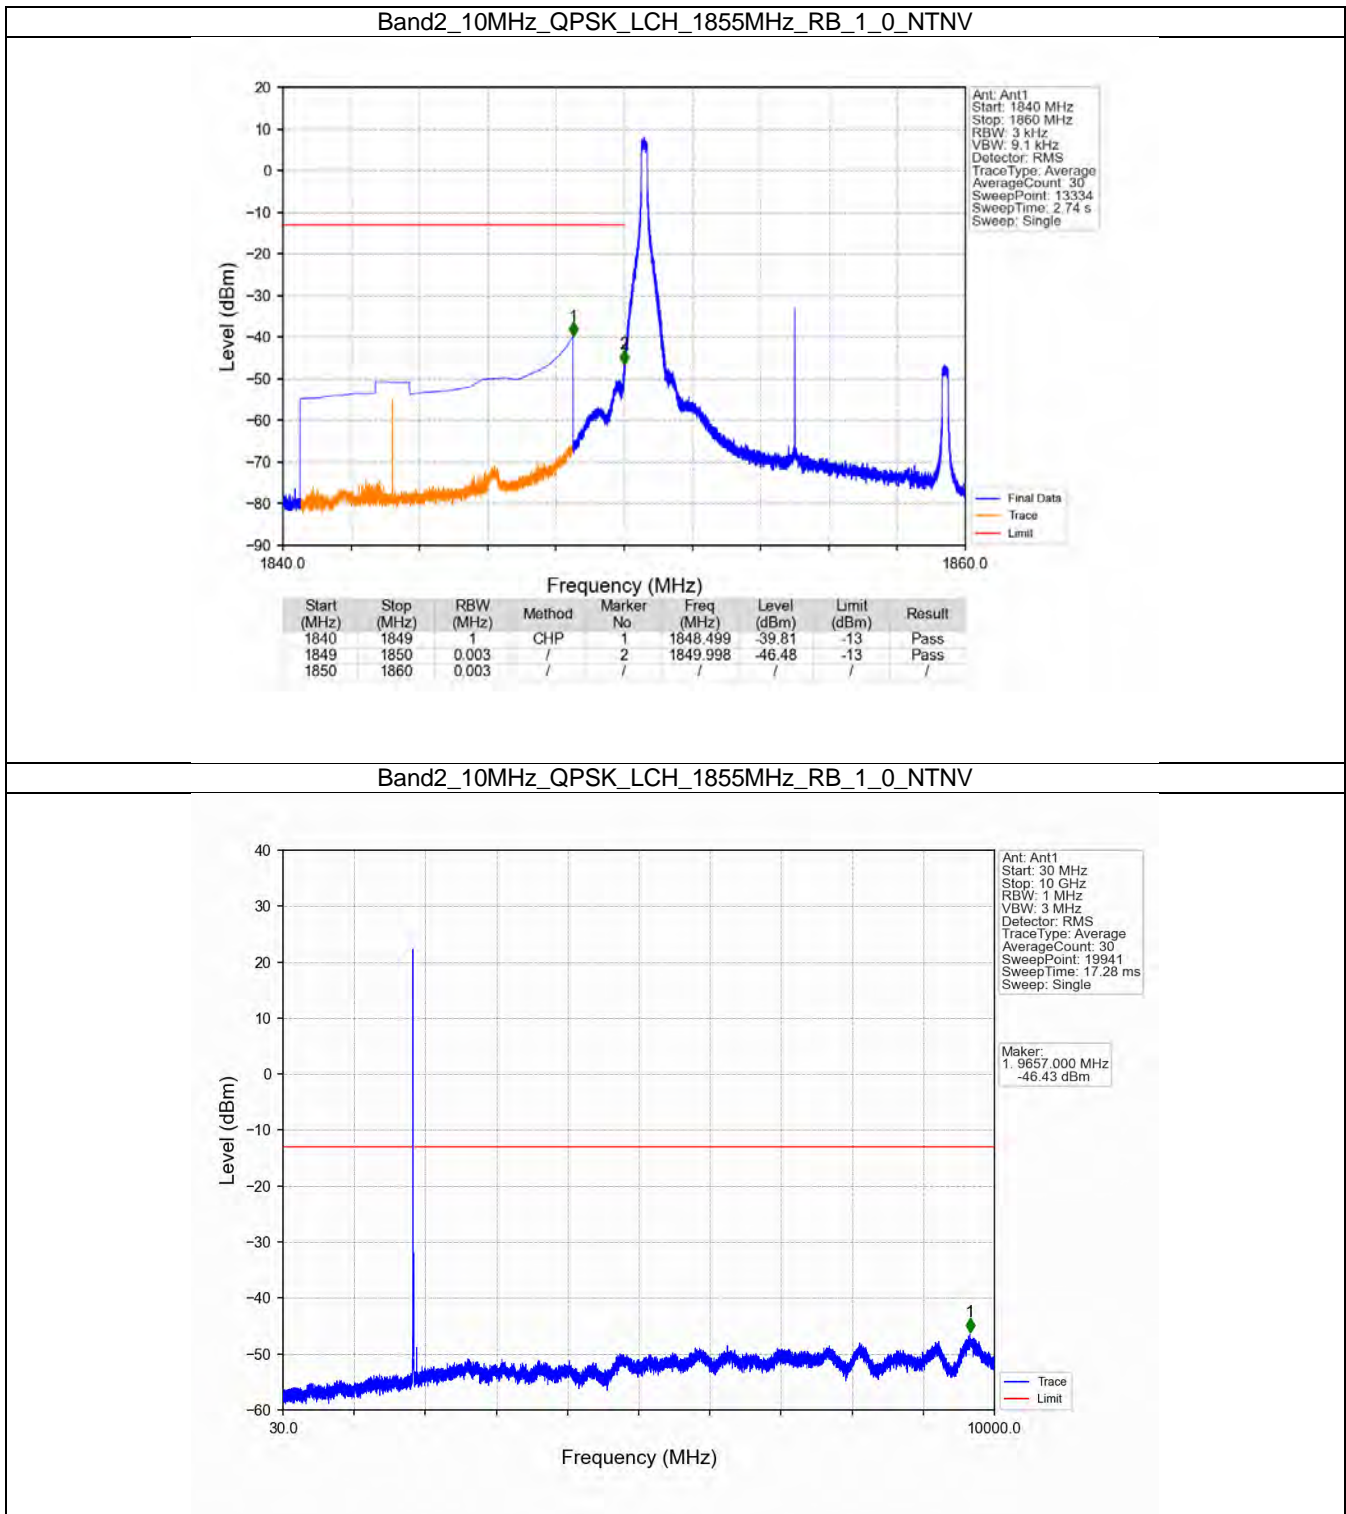 Band2_10MHz_QPSK_LCH_1855MHz_RB_1_0_NTNV
Ant: Ant1
Start: 1840 MHz
Stop: 1860 MHz
RBW: 3 kHz
VBW: 9.1 kHz
Detector: RMS
TraceType: Average
AverageCount: 30
SweepPoint: 13334
SweepTime: 2.74 s
Sweep: Single
20
10
0
−10
−20
−30
−40
−50
−60
−70
−80
−90
Level (dBm)
1
2
Final Data
Trace
Limit
1840.0 1860.0
Frequency (MHz)
Start (MHz) Stop (MHz) RBW (MHz) Method Marker No Freq (MHz) Level (dBm) Limit (dBm) Result
1840 1849 1 CHP 1 1848.499 -39.81 -13 Pass
1849 1850 0.003 / 2 1849.998 -46.48 -13 Pass
1850 1860 0.003 / / / / / /
Band2_10MHz_QPSK_LCH_1855MHz_RB_1_0_NTNV
Ant: Ant1
Start: 30 MHz
Stop: 10 GHz
RBW: 1 MHz
VBW: 3 MHz
Detector: RMS
TraceType: Average
AverageCount: 30
SweepPoint: 19941
SweepTime: 17.28 ms
Sweep: Single
Maker:
1. 9657.000 MHz
-46.43 dBm
40
30
20
10
0
−10
−20
−30
−40
−50
−60
Level (dBm)
1
Trace
Limit
30.0 10000.0
Frequency (MHz)